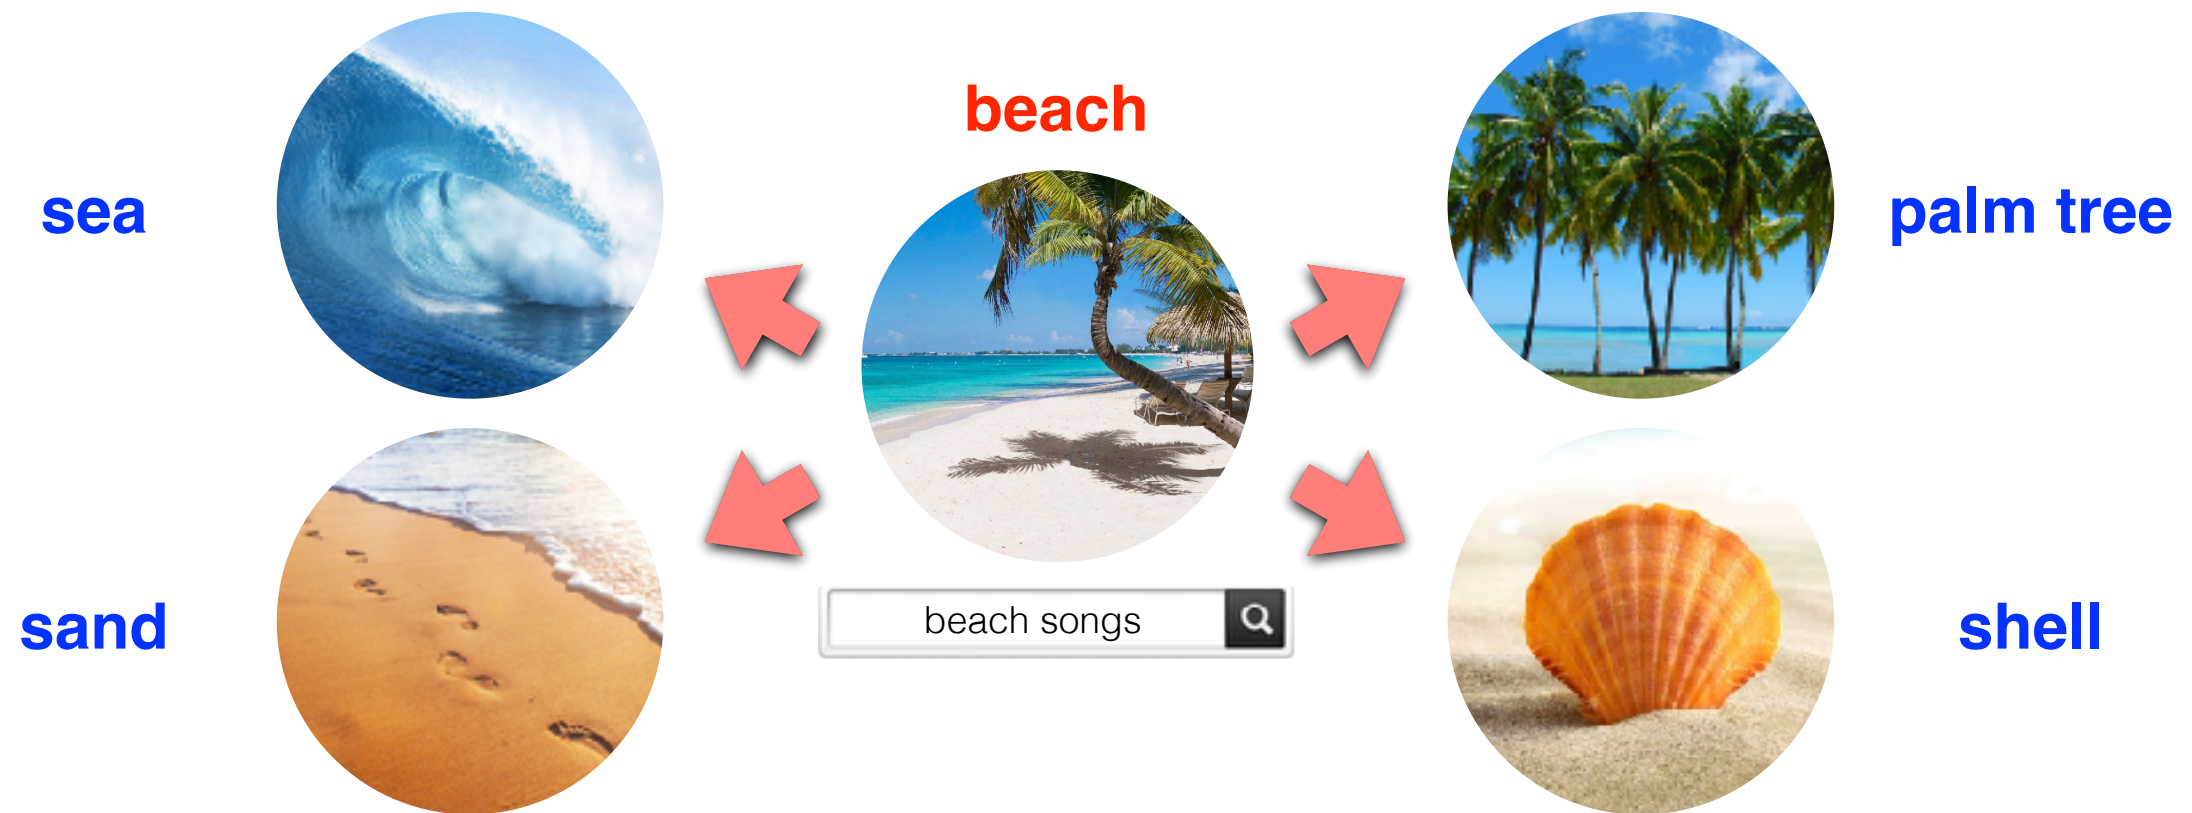 beach
sea
palm tree
beach songs
sand
shell